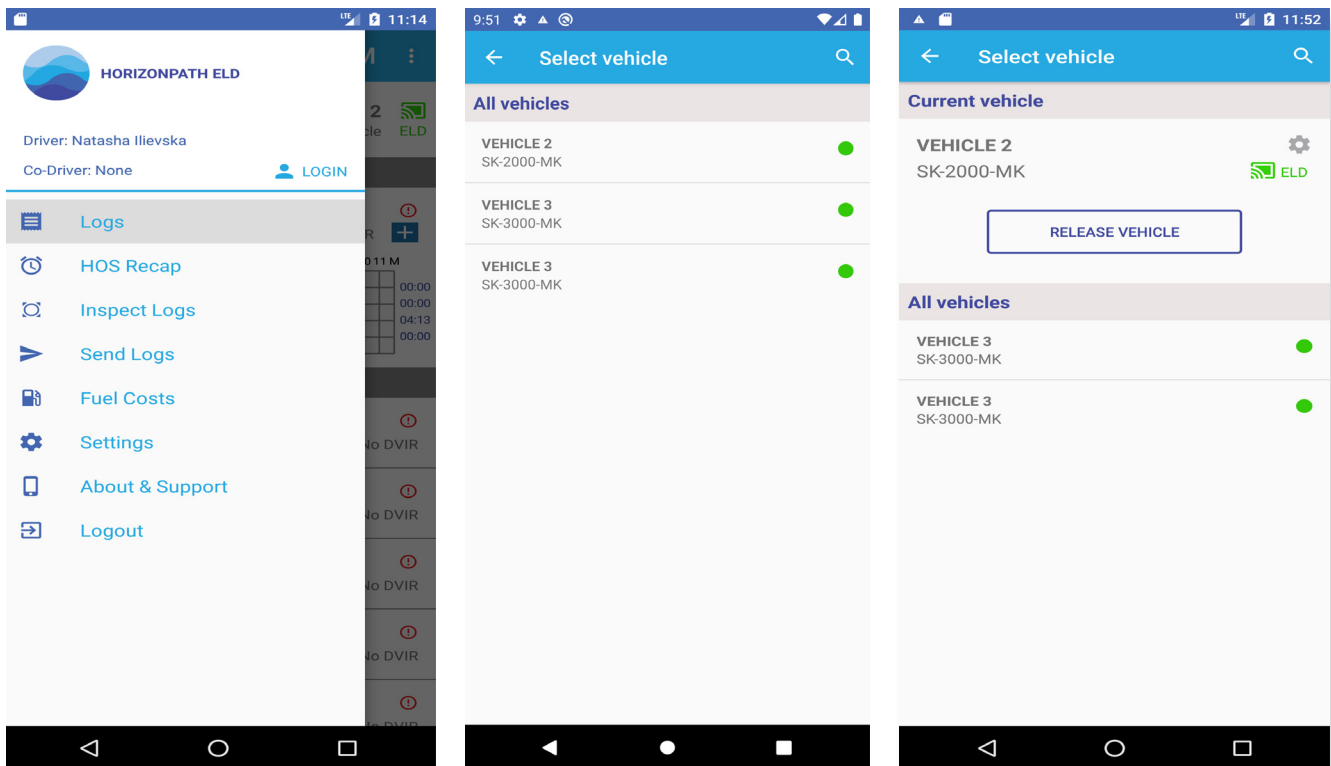 LTE 11:14
HORIZONPATH ELD
M
2
ELD
Driver: Natasha Ilievska
Co-Driver: None
LOGIN
Logs
HOS Recap
R
0 11 M
Inspect Logs
00:00
00:00
04:13
00:00
Send Logs
Fuel Costs
Settings
No DVIR
About & Support
No DVIR
Logout
No DVIR
No DVIR
9:51
Select vehicle
All vehicles
VEHICLE 2
SK-2000-MK
VEHICLE 3
SK-3000-MK
VEHICLE 3
SK-3000-MK
LTE 11:52
Select vehicle
Current vehicle
VEHICLE 2
SK-2000-MK
ELD
RELEASE VEHICLE
All vehicles
VEHICLE 3
SK-3000-MK
VEHICLE 3
SK-3000-MK